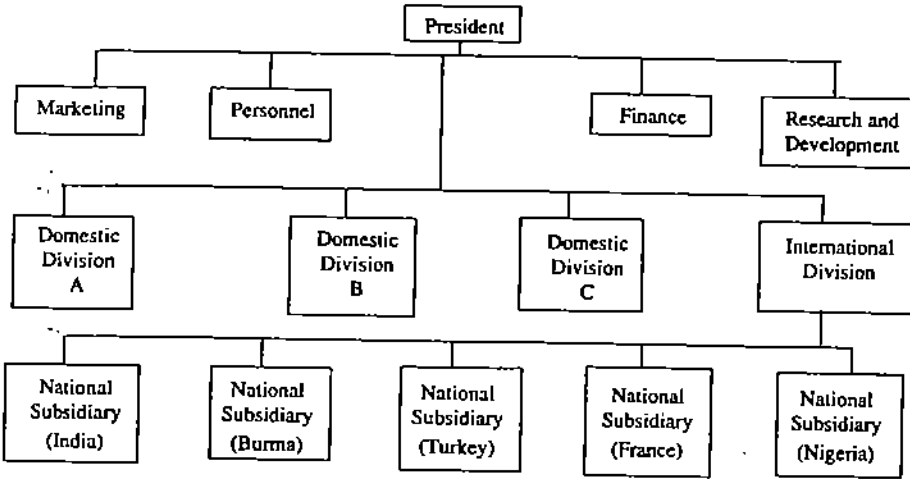 President
Marketing
Personnel
Finance
Research and
Development
Domestic
Division
A
Domestic
Division
B
Domestic
Division
C
International
Division
National
Subsidiary
(India)
National
Subsidiary
(Burma)
National
Subsidiary
(Turkey)
National
Subsidiary
(France)
National
Subsidiary
(Nigeria)